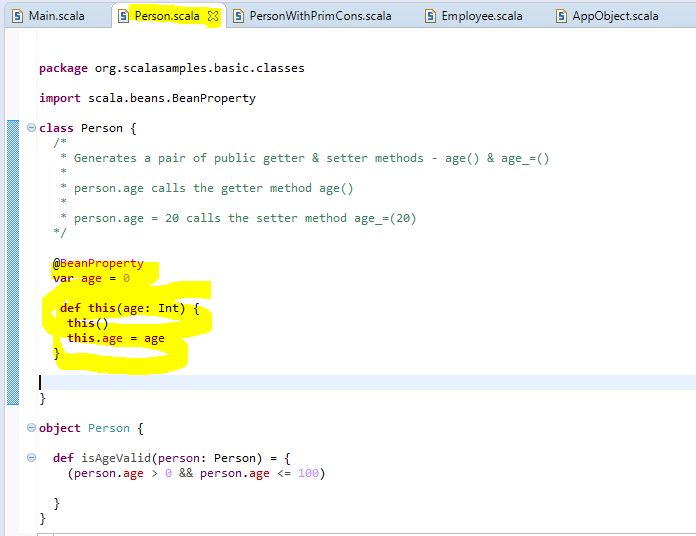 Main.scala
Person.scala
PersonWithPrimCons.scala
Employee.scala
AppObject.scala
package org.scalasamples.basic.classes
import scala.beans.BeanProperty
class Person {
/*
* Generates a pair of public getter & setter methods - age() & age_=()
*
* person.age calls the getter method age()
*
* person.age = 20 calls the setter method age_=(20)
*/
@BeanProperty
var age = 0
def this(age: Int) {
this()
this.age = age
}
}
object Person {
def isAgeValid(person: Person) = {
(person.age > 0 && person.age <= 100)
}
}